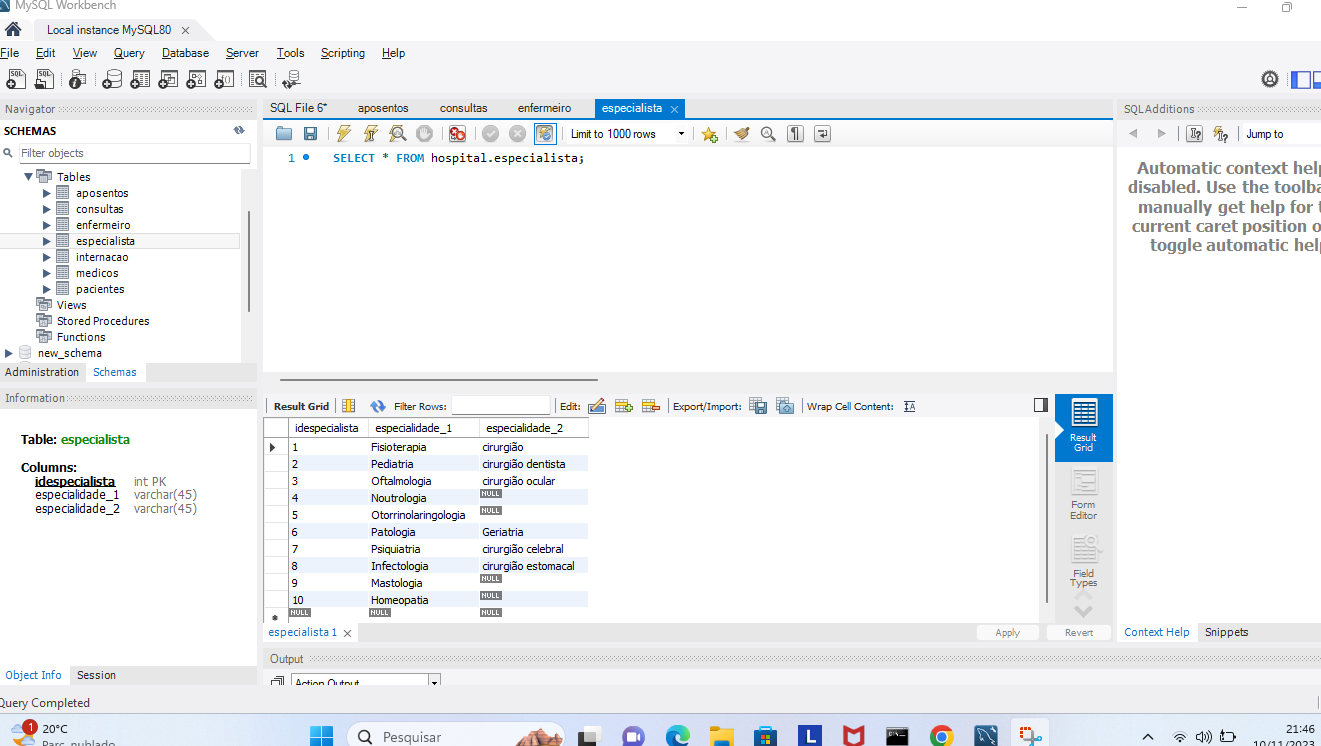 MySQL Workbench
Local instance MySQL80
File Edit View Query Database Server Tools Scripting Help
Navigator
SCHEMAS
Filter objects
Tables
aposentos
consultas
enfermeiro
especialista
internacao
medicos
pacientes
Views
Stored Procedures
Functions
new_schema
Administration Schemas
Information
Table: especialista
Columns:
idespecialista int PK
especialidade_1 varchar(45)
especialidade_2 varchar(45)
Object Info Session
Query Completed
SQL File 6* aposentos consultas enfermeiro especialista
Limit to 1000 rows
1 SELECT * FROM hospital.especialista;
Result Grid Filter Rows: Edit: Export/Import: Wrap Cell Content:
idespecialista especialidade_1 especialidade_2
1 Fisioterapia cirurgião
2 Pediatria cirurgião dentista
3 Oftalmologia cirurgião ocular
4 Noutrologia NULL
5 Otorrinolaringologia NULL
6 Patologia Geriatria
7 Psiquiatria cirurgião celebral
8 Infectologia cirurgião estomacal
9 Mastologia NULL
10 Homeopatia NULL
NULL NULL NULL
Result
Grid
Form
Editor
Field
Types
especialista 1
Apply Revert
Output
Action Output
SQLAdditions
Jump to
Automatic context help
disabled. Use the toolba
manually get help for t
current caret position o
toggle automatic help
Context Help Snippets
1
20°C
Parc. nublado
Pesquisar
21:46
10/11/2023